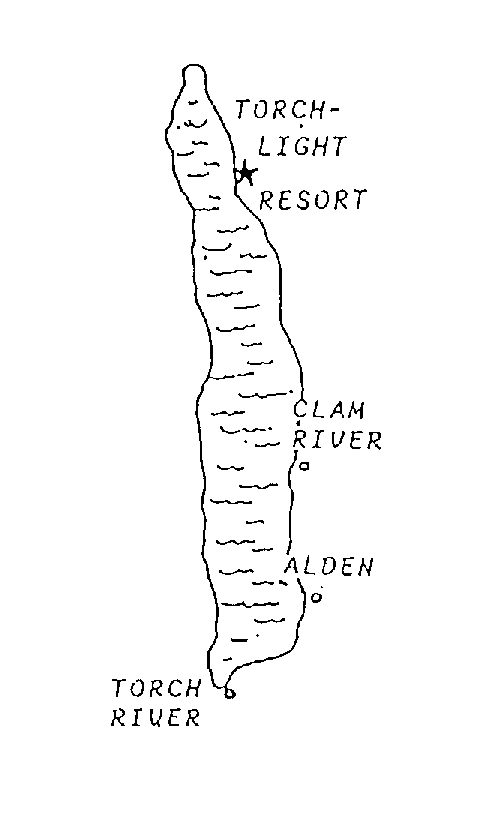 TORCH-
LIGHT
RESORT
CLAM
RIVER
ALDEN
TORCH
RIVER